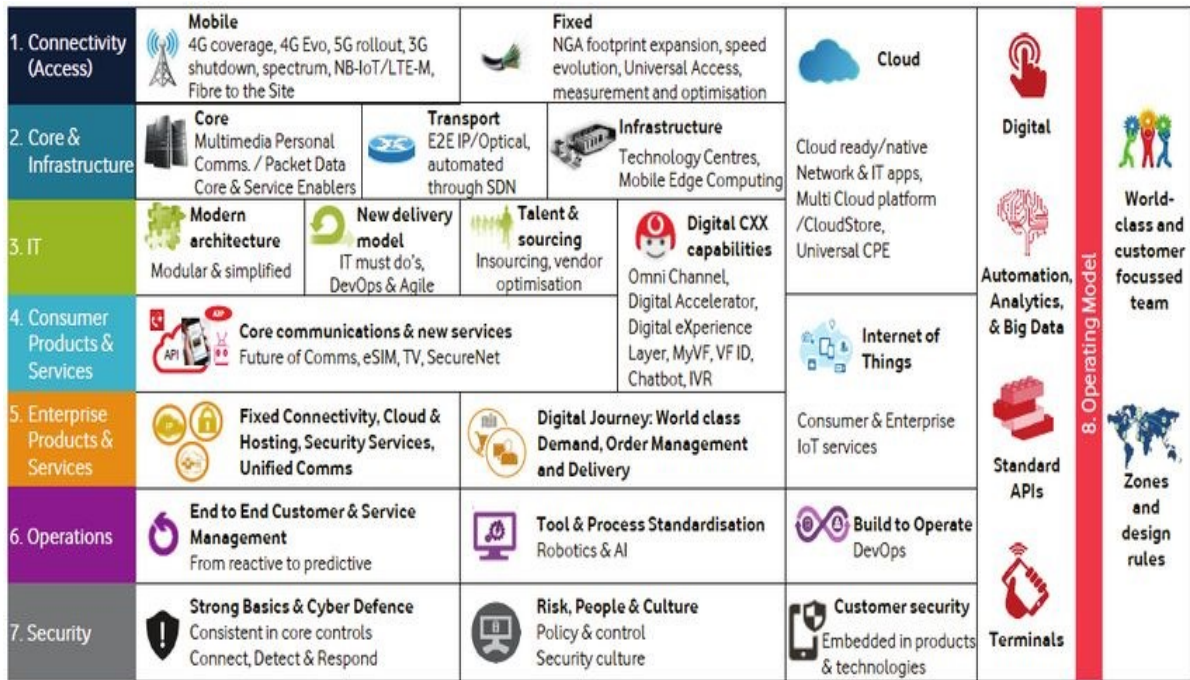 1. Connectivity
(Access)
Mobile
4G coverage, 4G Evo, 5G rollout, 3G
shutdown, spectrum, NB-IoT/LTE-M,
Fibre to the Site
Fixed
NGA footprint expansion, speed
evolution, Universal Access,
measurement and optimisation
Cloud
Cloud ready/native
Network & IT apps,
Multi Cloud platform
/CloudStore,
Universal CPE
2. Core &
Infrastructure
Core
Multimedia Personal
Comms. / Packet Data
Core & Service Enablers
Transport
E2E IP/Optical,
automated
through SDN
Infrastructure
Technology Centres,
Mobile Edge Computing
3. IT
Modern
architecture
Modular & simplified
New delivery
model
IT must do's,
DevOps & Agile
Talent &
sourcing
Insourcing, vendor
optimisation
Digital CXX
capabilities
Omni Channel,
Digital Accelerator,
Digital eXperience
Layer, MyVF, VF ID,
Chatbot, IVR
4. Consumer
Products &
Services
API
Core communications & new services
Future of Comms, eSIM, TV, SecureNet
Internet of
Things
Consumer & Enterprise
IoT services
5. Enterprise
Products &
Services
IP
Fixed Connectivity, Cloud &
Hosting, Security Services,
Unified Comms
Digital Journey: World class
Demand, Order Management
and Delivery
6. Operations
End to End Customer & Service
Management
From reactive to predictive
Tool & Process Standardisation
Robotics & AI
Build to Operate
DevOps
7. Security
Strong Basics & Cyber Defence
Consistent in core controls
Connect, Detect & Respond
Risk, People & Culture
Policy & control
Security culture
Customer security
Embedded in products
& technologies
Digital
Automation,
Analytics,
& Big Data
Standard
APIs
Terminals
8. Operating Model
World-
class and
customer
focussed
team
Zones
and
design
rules